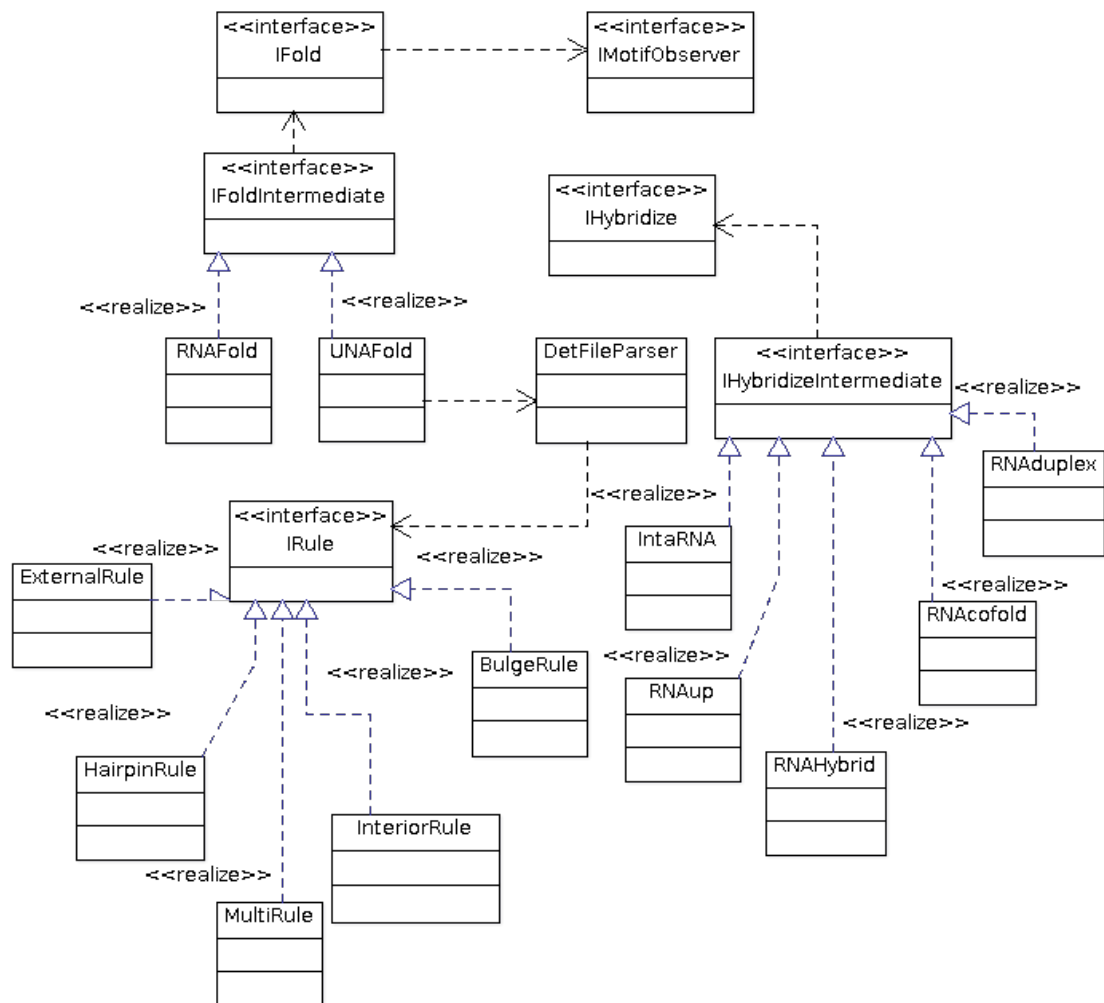 <<interface>>
IFold
<<interface>>
IMotifObserver
<<interface>>
IFoldIntermediate
<<interface>>
IHybridize
<<realize>>
<<realize>>
RNAFold
UNAFold
DetFileParser
<<interface>>
IHybridizeIntermediate
<<realize>>
RNAduplex
<<realize>>
<<interface>>
IRule
<<realize>>
<<realize>>
ExternalRule
IntaRNA
<<realize>>
RNAcofold
BulgeRule
<<realize>>
<<realize>>
RNAup
<<realize>>
<<realize>>
HairpinRule
RNAHybrid
InteriorRule
<<realize>>
MultiRule